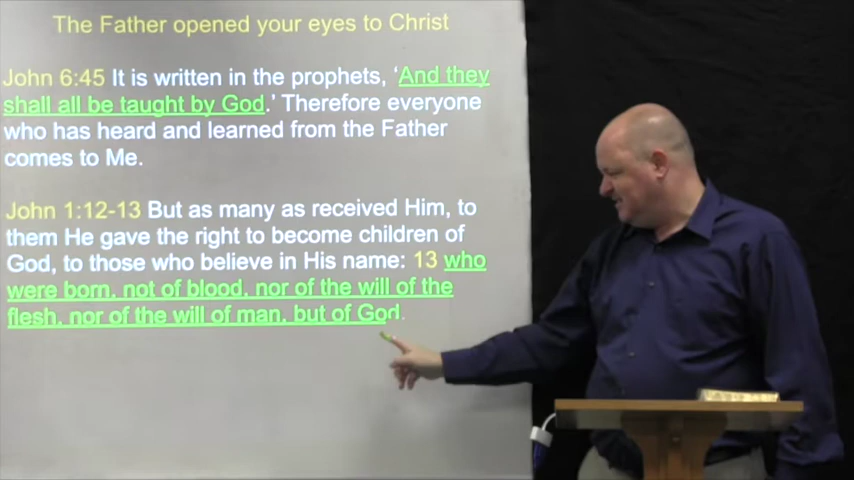 The Father opened your eyes to Christ
John 6:45 It is written in the prophets, ‘And they
shall all be taught by God.’ Therefore everyone
who has heard and learned from the Father
comes to Me.
John 1:12-13 But as many as received Him, to
them He gave the right to become children of
God, to those who believe in His name: 13 who
were born, not of blood, nor of the will of the
flesh, nor of the will of man, but of God.